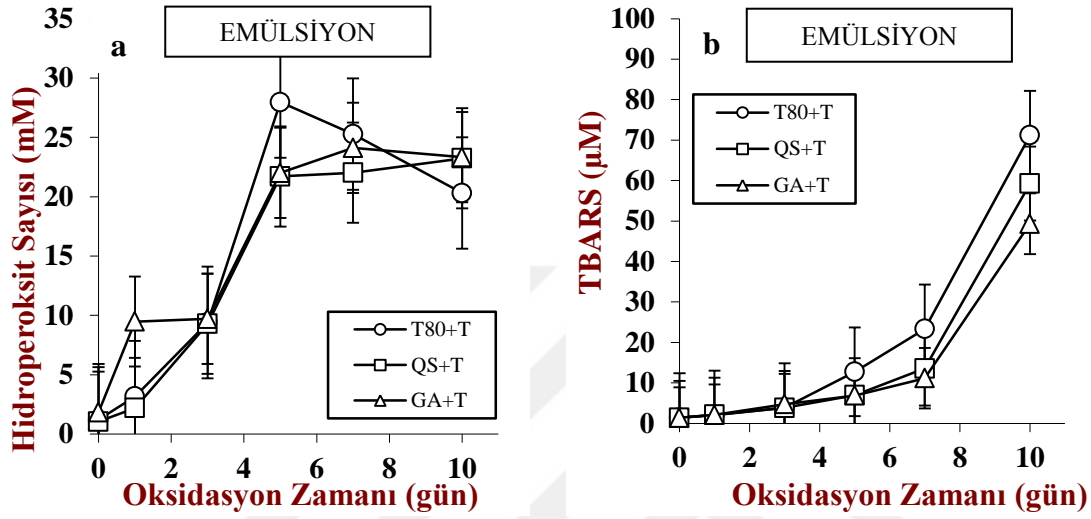 a
EMÜLSİYON
35
30
25
20
15
10
5
0
Hidroperoksit Sayısı (mM)
T80+T
QS+T
GA+T
0 2 4 6 8 10
Oksidasyon Zamanı (gün)
b
EMÜLSİYON
100
90
80
70
60
50
40
30
20
10
0
TBARS (µM)
T80+T
QS+T
GA+T
0 2 4 6 8 10
Oksidasyon Zamanı (gün)